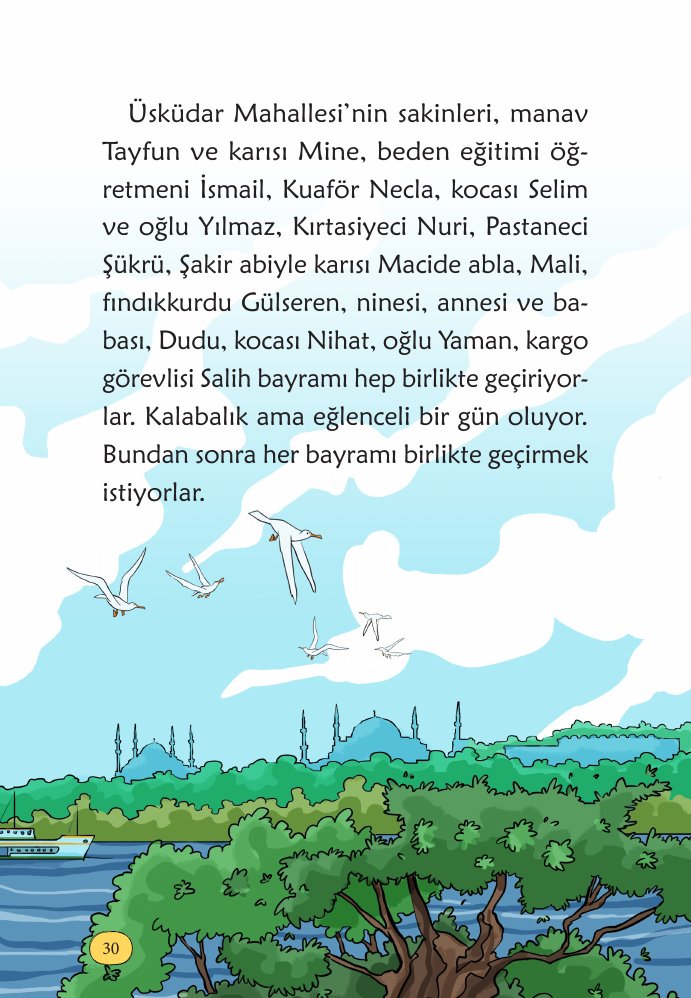 Üsküdar Mahallesi’nin sakinleri, manav
Tayfun ve karısı Mine, beden eğitimi öğ-
retmeni İsmail, Kuaför Necla, kocası Selim
ve oğlu Yılmaz, Kırtasiyeci Nuri, Pastaneci
Şükrü, Şakir abiyle karısı Macide abla, Mali,
fındıkkurdu Gülseren, ninesi, annesi ve ba-
bası, Dudu, kocası Nihat, oğlu Yaman, kargo
görevlisi Salih bayramı hep birlikte geçiriyor-
lar. Kalabalık ama eğlenceli bir gün oluyor.
Bundan sonra her bayramı birlikte geçirmek
istiyorlar.
30